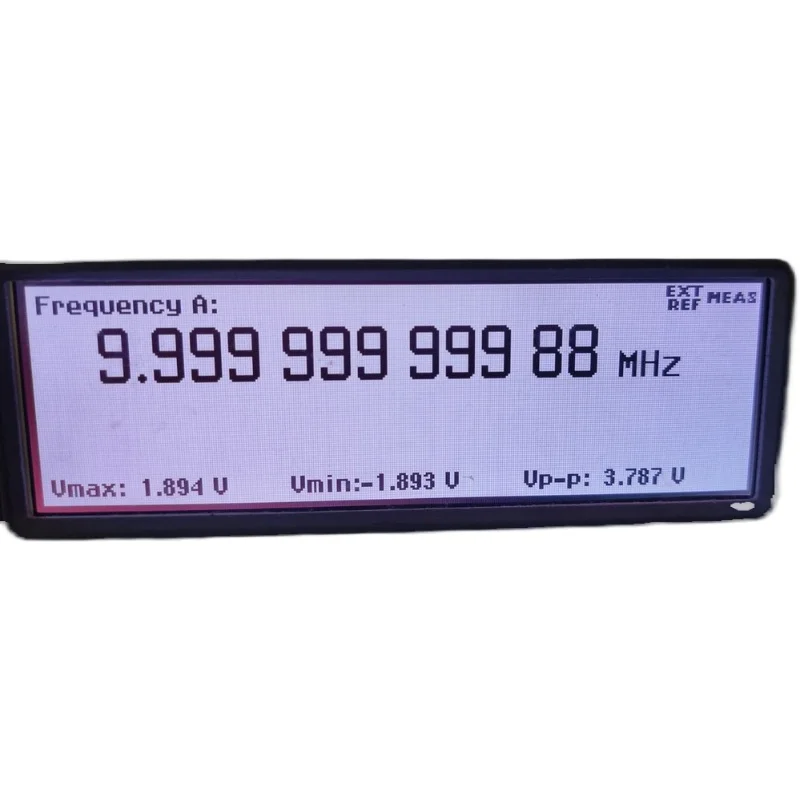 Frequency A:
EXT REF MEAS
9.999 999 999 88 MHz
Vmax: 1.894 V Vmin:-1.893 V Vp-p: 3.787 V